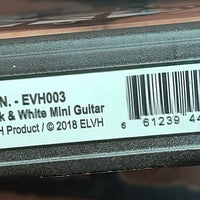 N. - EVH003
k & White Mini Guitar
H Product / © 2018 ELVH
6 61239 44